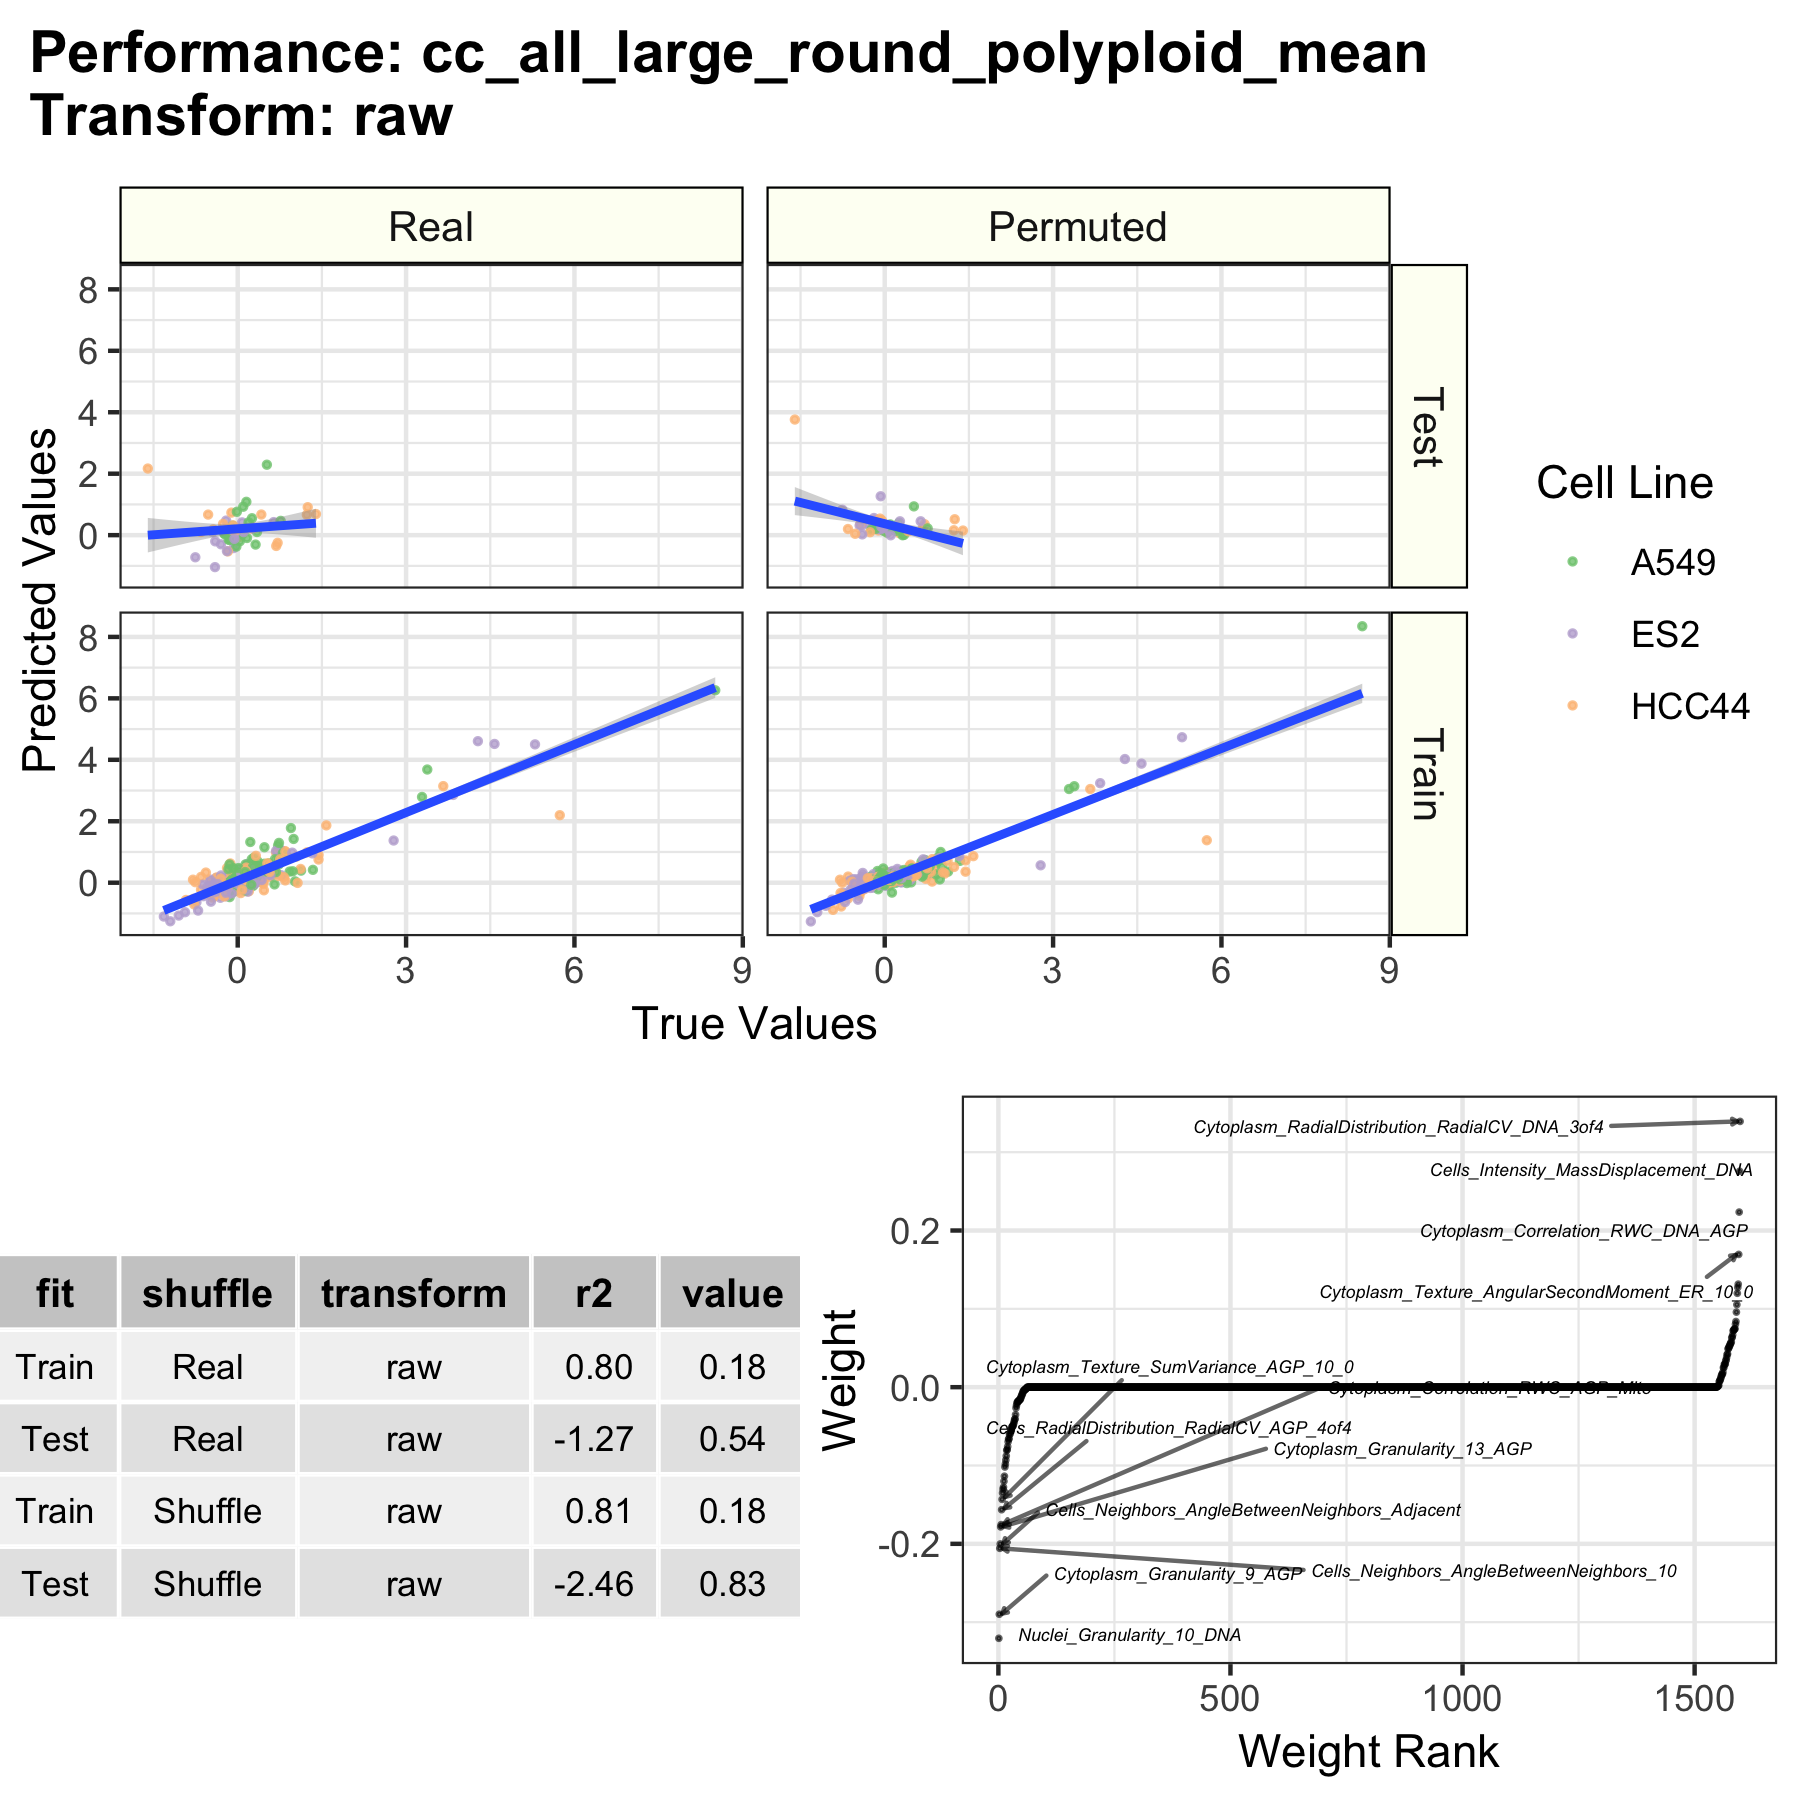 Performance: cc_all_large_round_polyploid_mean
Transform: raw
Real
Permuted
8
6
4
2
0
Test
8
6
4
2
0
Train
0
3
6
9
0
3
6
9
Predicted Values
True Values
Cell Line
A549
ES2
HCC44
fit shuffle transform r2 value
Train Real raw 0.80 0.18
Test Real raw -1.27 0.54
Train Shuffle raw 0.81 0.18
Test Shuffle raw -2.46 0.83
Weight
0.2
0.0
-0.2
Cytoplasm_RadialDistribution_RadialCV_DNA_3of4
Cells_Intensity_MassDisplacement_DNA
Cytoplasm_Correlation_RWC_DNA_AGP
Cytoplasm_Texture_AngularSecondMoment_ER_10_0
Cytoplasm_Texture_SumVariance_AGP_10_0
Cytoplasm_Correlation_RWC_AGP_Mito
Cells_RadialDistribution_RadialCV_AGP_4of4
Cytoplasm_Granularity_13_AGP
Cells_Neighbors_AngleBetweenNeighbors_Adjacent
Cytoplasm_Granularity_9_AGP
Cells_Neighbors_AngleBetweenNeighbors_10
Nuclei_Granularity_10_DNA
0
500
1000
1500
Weight Rank